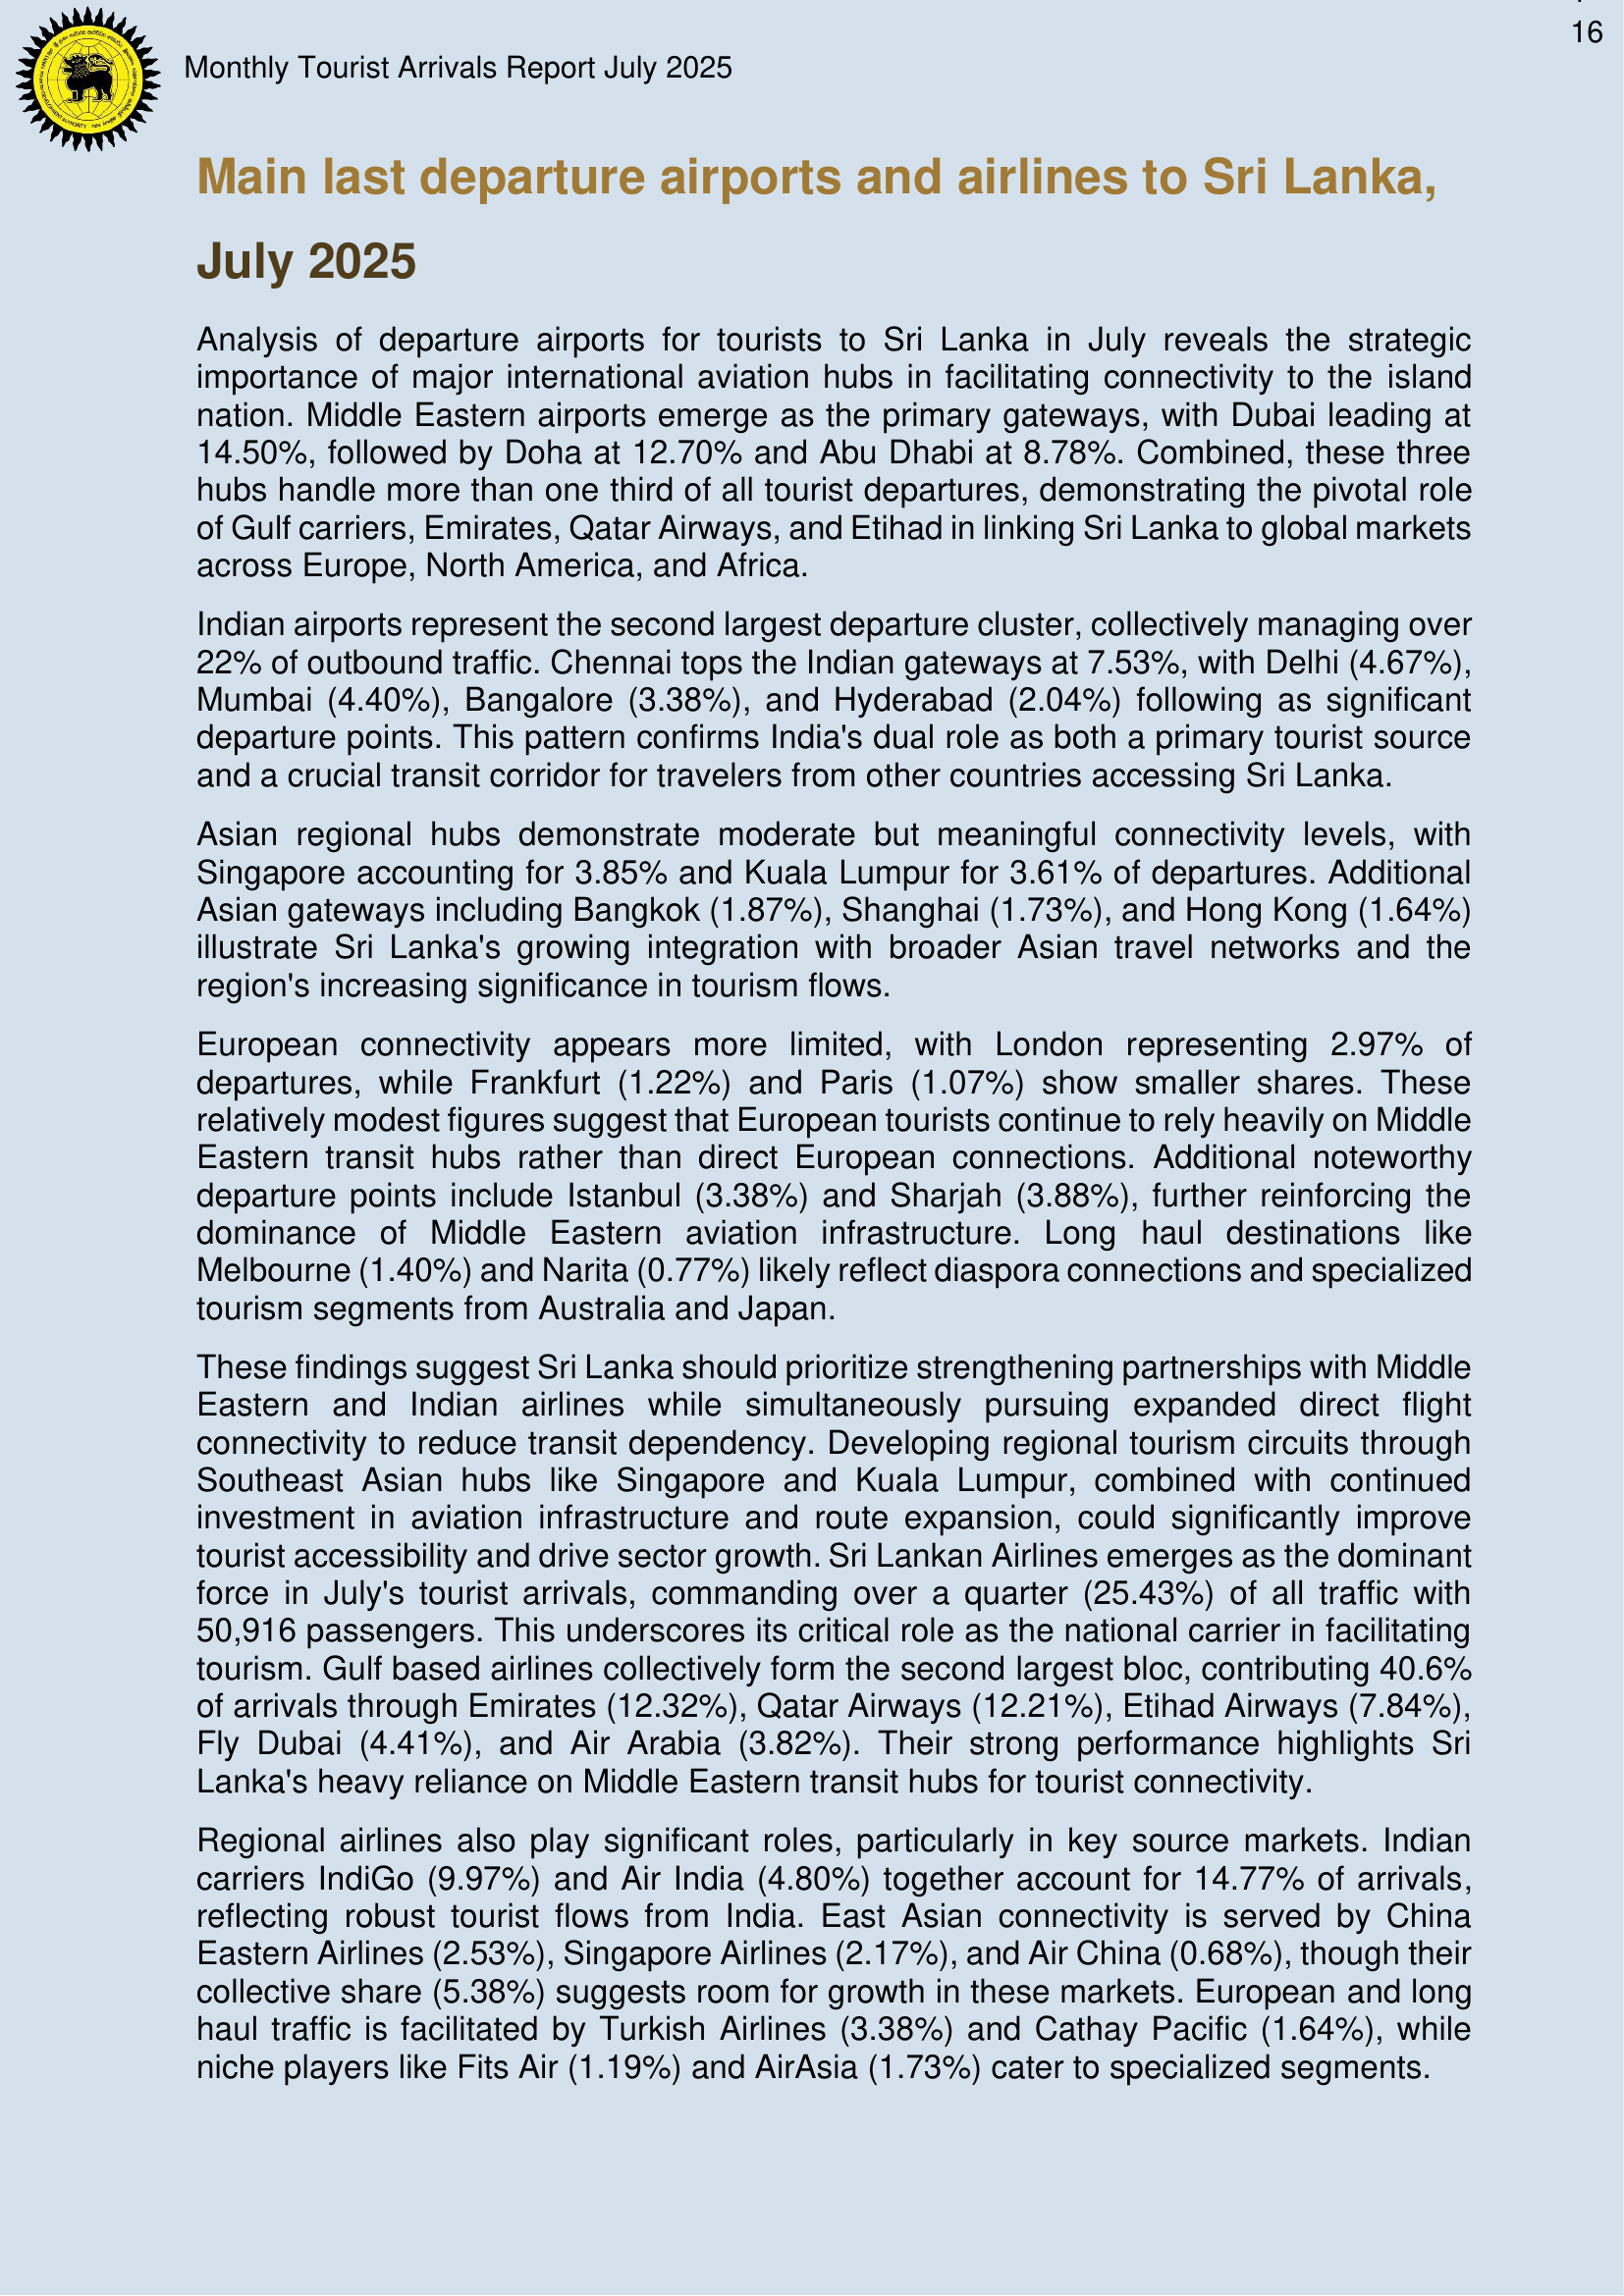 16
Monthly Tourist Arrivals Report July 2025
Main last departure airports and airlines to Sri Lanka,
July 2025
Analysis of departure airports for tourists to Sri Lanka in July reveals the strategic
importance of major international aviation hubs in facilitating connectivity to the island
nation. Middle Eastern airports emerge as the primary gateways, with Dubai leading at
14.50%, followed by Doha at 12.70% and Abu Dhabi at 8.78%. Combined, these three
hubs handle more than one third of all tourist departures, demonstrating the pivotal role
of Gulf carriers, Emirates, Qatar Airways, and Etihad in linking Sri Lanka to global markets
across Europe, North America, and Africa.
Indian airports represent the second largest departure cluster, collectively managing over
22% of outbound traffic. Chennai tops the Indian gateways at 7.53%, with Delhi (4.67%),
Mumbai (4.40%), Bangalore (3.38%), and Hyderabad (2.04%) following as significant
departure points. This pattern confirms India's dual role as both a primary tourist source
and a crucial transit corridor for travelers from other countries accessing Sri Lanka.
Asian regional hubs demonstrate moderate but meaningful connectivity levels, with
Singapore accounting for 3.85% and Kuala Lumpur for 3.61% of departures. Additional
Asian gateways including Bangkok (1.87%), Shanghai (1.73%), and Hong Kong (1.64%)
illustrate Sri Lanka's growing integration with broader Asian travel networks and the
region's increasing significance in tourism flows.
European connectivity appears more limited, with London representing 2.97% of
departures, while Frankfurt (1.22%) and Paris (1.07%) show smaller shares. These
relatively modest figures suggest that European tourists continue to rely heavily on Middle
Eastern transit hubs rather than direct European connections. Additional noteworthy
departure points include Istanbul (3.38%) and Sharjah (3.88%), further reinforcing the
dominance of Middle Eastern aviation infrastructure. Long haul destinations like
Melbourne (1.40%) and Narita (0.77%) likely reflect diaspora connections and specialized
tourism segments from Australia and Japan.
These findings suggest Sri Lanka should prioritize strengthening partnerships with Middle
Eastern and Indian airlines while simultaneously pursuing expanded direct flight
connectivity to reduce transit dependency. Developing regional tourism circuits through
Southeast Asian hubs like Singapore and Kuala Lumpur, combined with continued
investment in aviation infrastructure and route expansion, could significantly improve
tourist accessibility and drive sector growth. Sri Lankan Airlines emerges as the dominant
force in July's tourist arrivals, commanding over a quarter (25.43%) of all traffic with
50,916 passengers. This underscores its critical role as the national carrier in facilitating
tourism. Gulf based airlines collectively form the second largest bloc, contributing 40.6%
of arrivals through Emirates (12.32%), Qatar Airways (12.21%), Etihad Airways (7.84%),
Fly Dubai (4.41%), and Air Arabia (3.82%). Their strong performance highlights Sri
Lanka's heavy reliance on Middle Eastern transit hubs for tourist connectivity.
Regional airlines also play significant roles, particularly in key source markets. Indian
carriers IndiGo (9.97%) and Air India (4.80%) together account for 14.77% of arrivals,
reflecting robust tourist flows from India. East Asian connectivity is served by China
Eastern Airlines (2.53%), Singapore Airlines (2.17%), and Air China (0.68%), though their
collective share (5.38%) suggests room for growth in these markets. European and long
haul traffic is facilitated by Turkish Airlines (3.38%) and Cathay Pacific (1.64%), while
niche players like Fits Air (1.19%) and AirAsia (1.73%) cater to specialized segments.